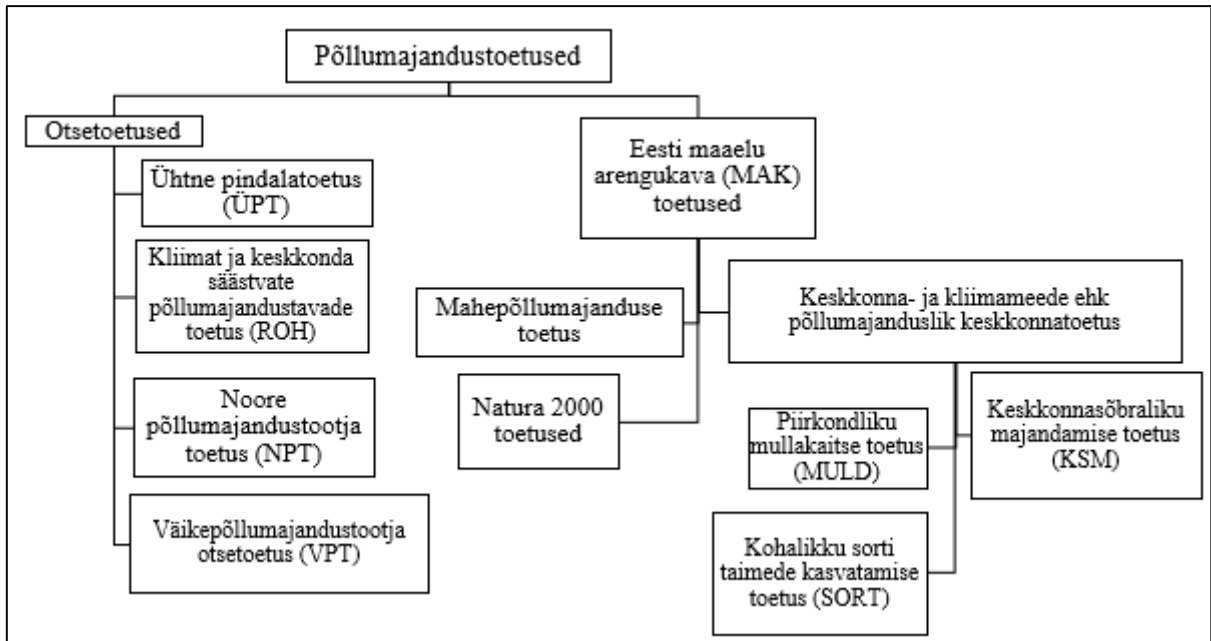 Põllumajandustoetused
Otsetoetused
Ühtne pindalatoetus
(ÜPT)
Kliimat ja keskkonda
säästvate
põllumajandustavade
toetus (ROH)
Noore
põllumajandustootja
toetus (NPT)
Väikepõllumajandustootja
otsetoetus (VPT)
Eesti maaelu
arengukava (MAK)
toetused
Mahepõllumajanduse
toetus
Natura 2000
toetused
Keskkonna- ja kliimameede ehk
põllumajanduslik keskkonnatoetus
Piirkondliku
mullakaitse toetus
(MULD)
Keskkonnasõbraliku
majandamise toetus
(KSM)
Kohalikku sorti
taimede kasvatamise
toetus (SORT)